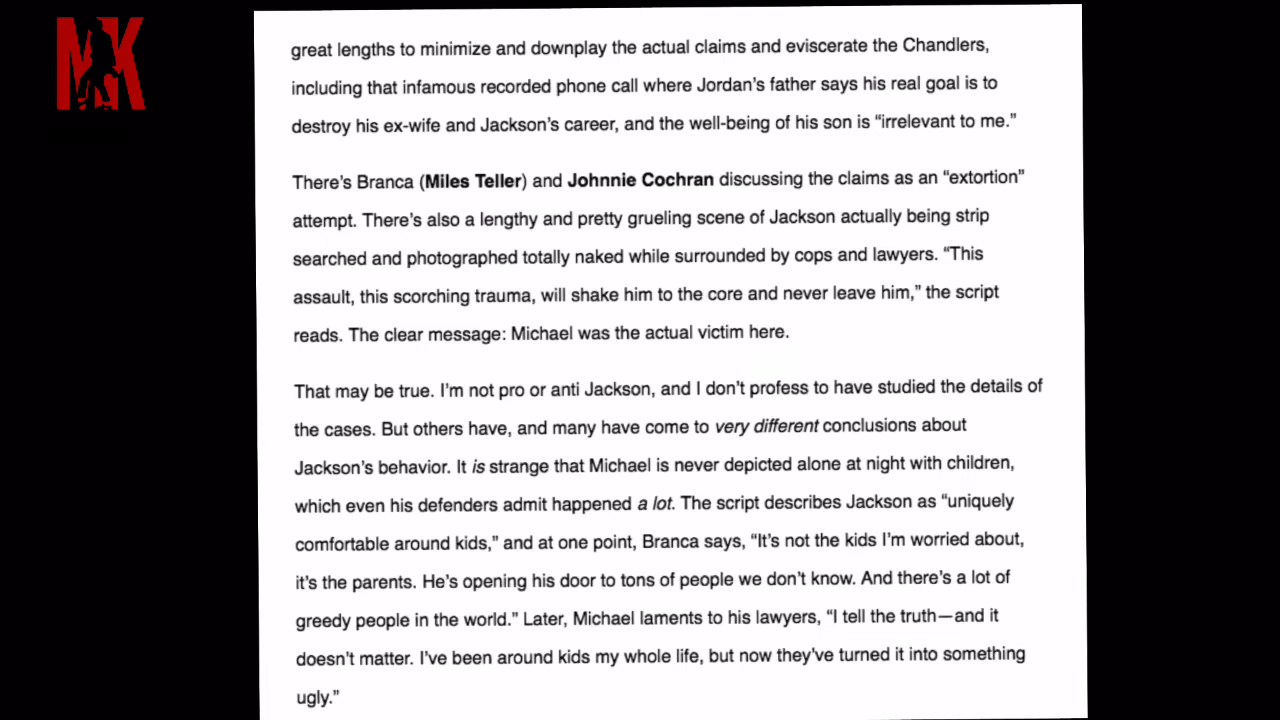 MK
great lengths to minimize and downplay the actual claims and eviscerate the Chandlers,
including that infamous recorded phone call where Jordan’s father says his real goal is to
destroy his ex-wife and Jackson’s career, and the well-being of his son is “irrelevant to me.”
There’s Branca (Miles Teller) and Johnnie Cochran discussing the claims as an “extortion”
attempt. There’s also a lengthy and pretty grueling scene of Jackson actually being strip
searched and photographed totally naked while surrounded by cops and lawyers. “This
assault, this scorching trauma, will shake him to the core and never leave him,” the script
reads. The clear message: Michael was the actual victim here.
That may be true. I’m not pro or anti Jackson, and I don’t profess to have studied the details of
the cases. But others have, and many have come to very different conclusions about
Jackson’s behavior. It is strange that Michael is never depicted alone at night with children,
which even his defenders admit happened a lot. The script describes Jackson as “uniquely
comfortable around kids,” and at one point, Branca says, “It’s not the kids I’m worried about,
it’s the parents. He’s opening his door to tons of people we don’t know. And there’s a lot of
greedy people in the world.” Later, Michael laments to his lawyers, “I tell the truth—and it
doesn’t matter. I’ve been around kids my whole life, but now they’ve turned it into something
ugly.”